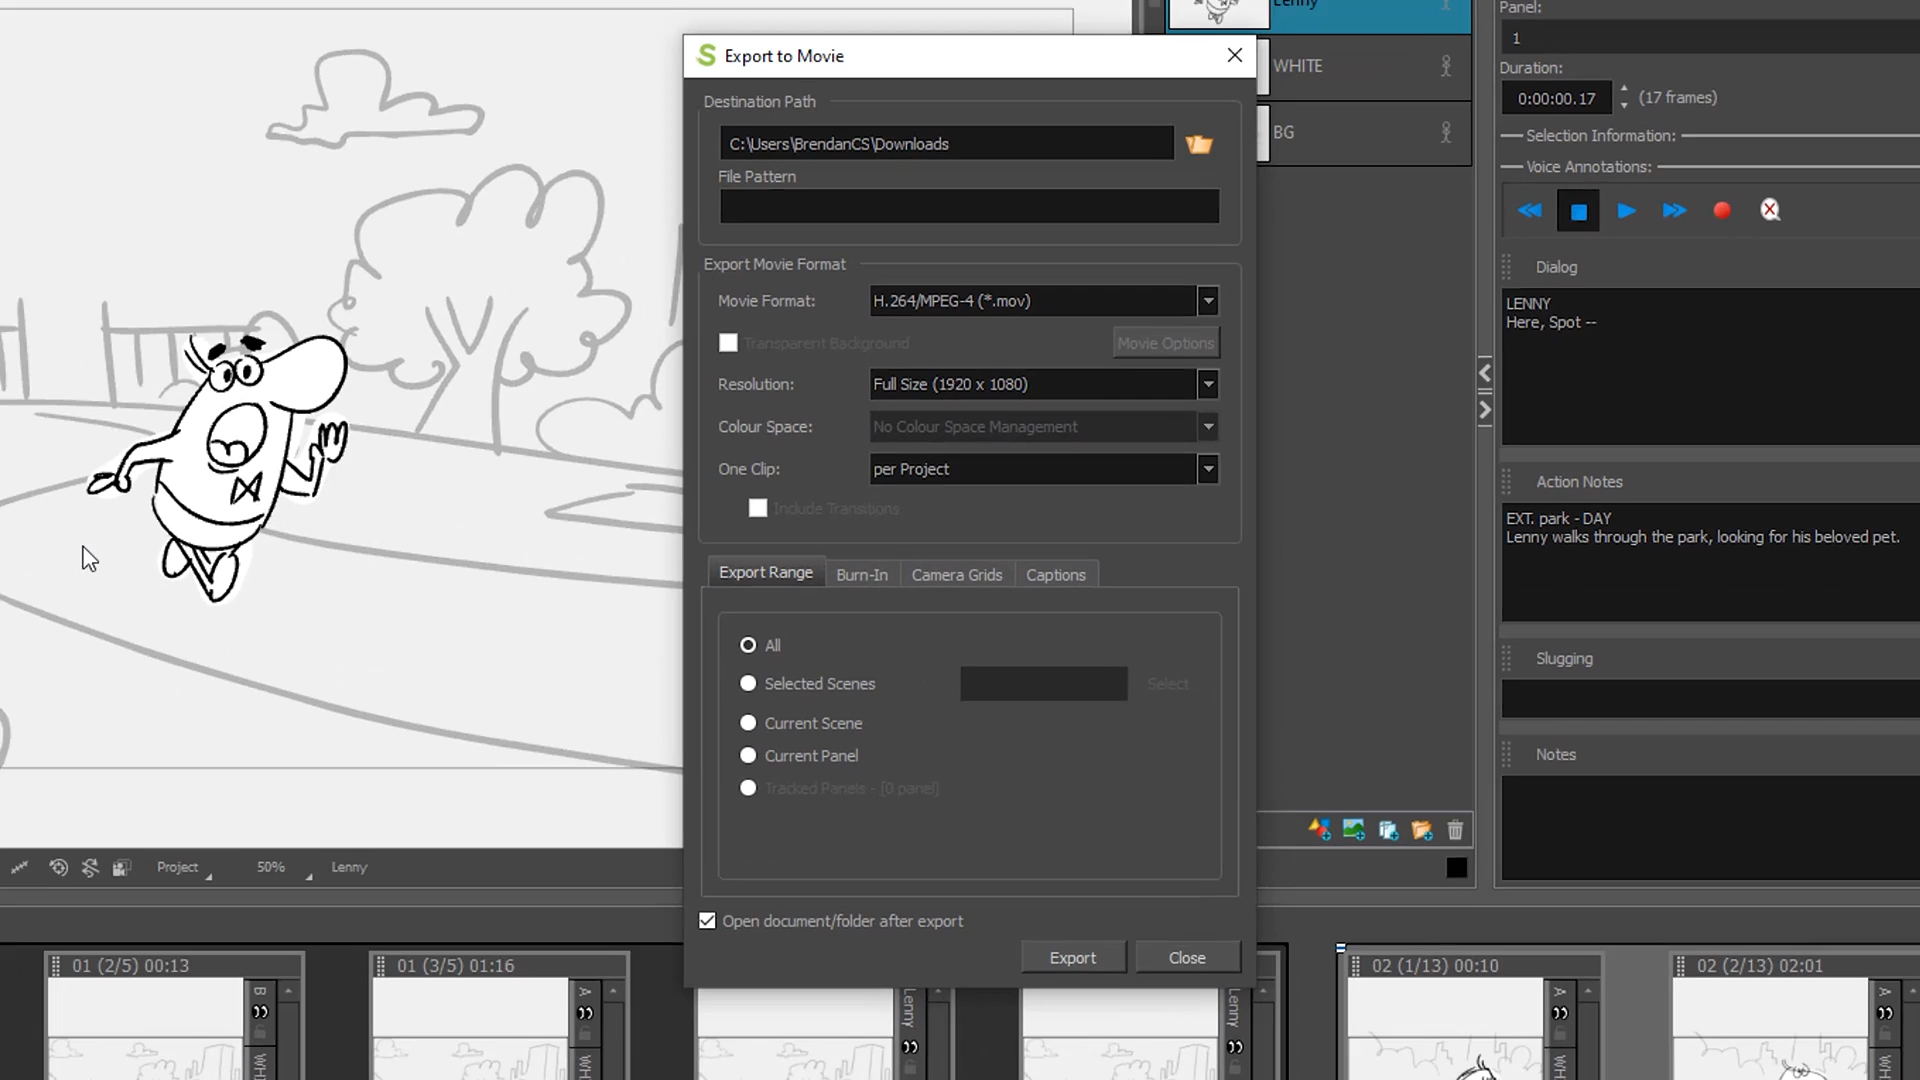 Export to Movie
Destination Path
C:\Users\BrendanCS\Downloads
File Pattern
Export Movie Format
Movie Format:
H.264/MPEG-4 (*.mov)
Transparent Background
Movie Options
Resolution:
Full Size (1920 x 1080)
Colour Space:
No Colour Space Management
One Clip:
per Project
Include Transitions
Export Range
Burn-In
Camera Grids
Captions
All
Selected Scenes
Select
Current Scene
Current Panel
Tracked Panels - [0 panel]
Open document/folder after export
Export
Close
Lenny
WHITE
BG
Panel:
1
Duration:
0:00:00.17
(17 frames)
Selection Information:
Voice Annotations:
Dialog
LENNY
Here, Spot --
Action Notes
EXT. park - DAY
Lenny walks through the park, looking for his beloved pet.
Slugging
Notes
Project
50%
Lenny
01 (2/5) 00:13
B
WHI
01 (3/5) 01:16
A
WHI
Lenny
Lenny
02 (1/13) 00:10
A
WHI
02 (2/13) 02:01
A
WHI